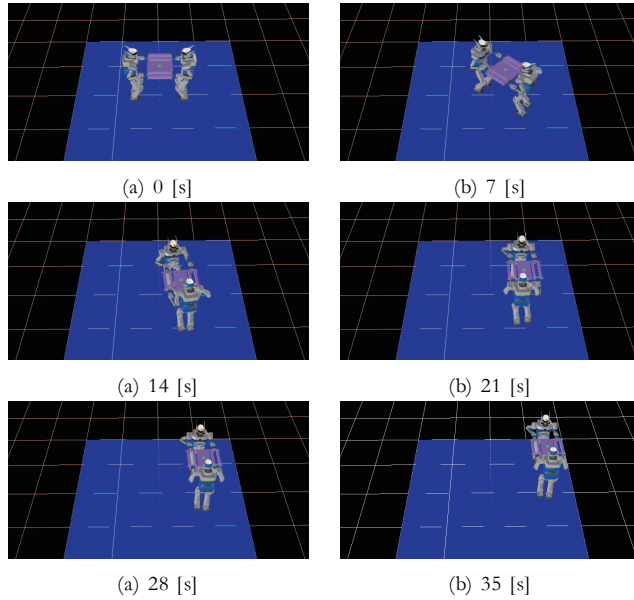 (a) 0 [s]
(b) 7 [s]
(a) 14 [s]
(b) 21 [s]
(a) 28 [s]
(b) 35 [s]